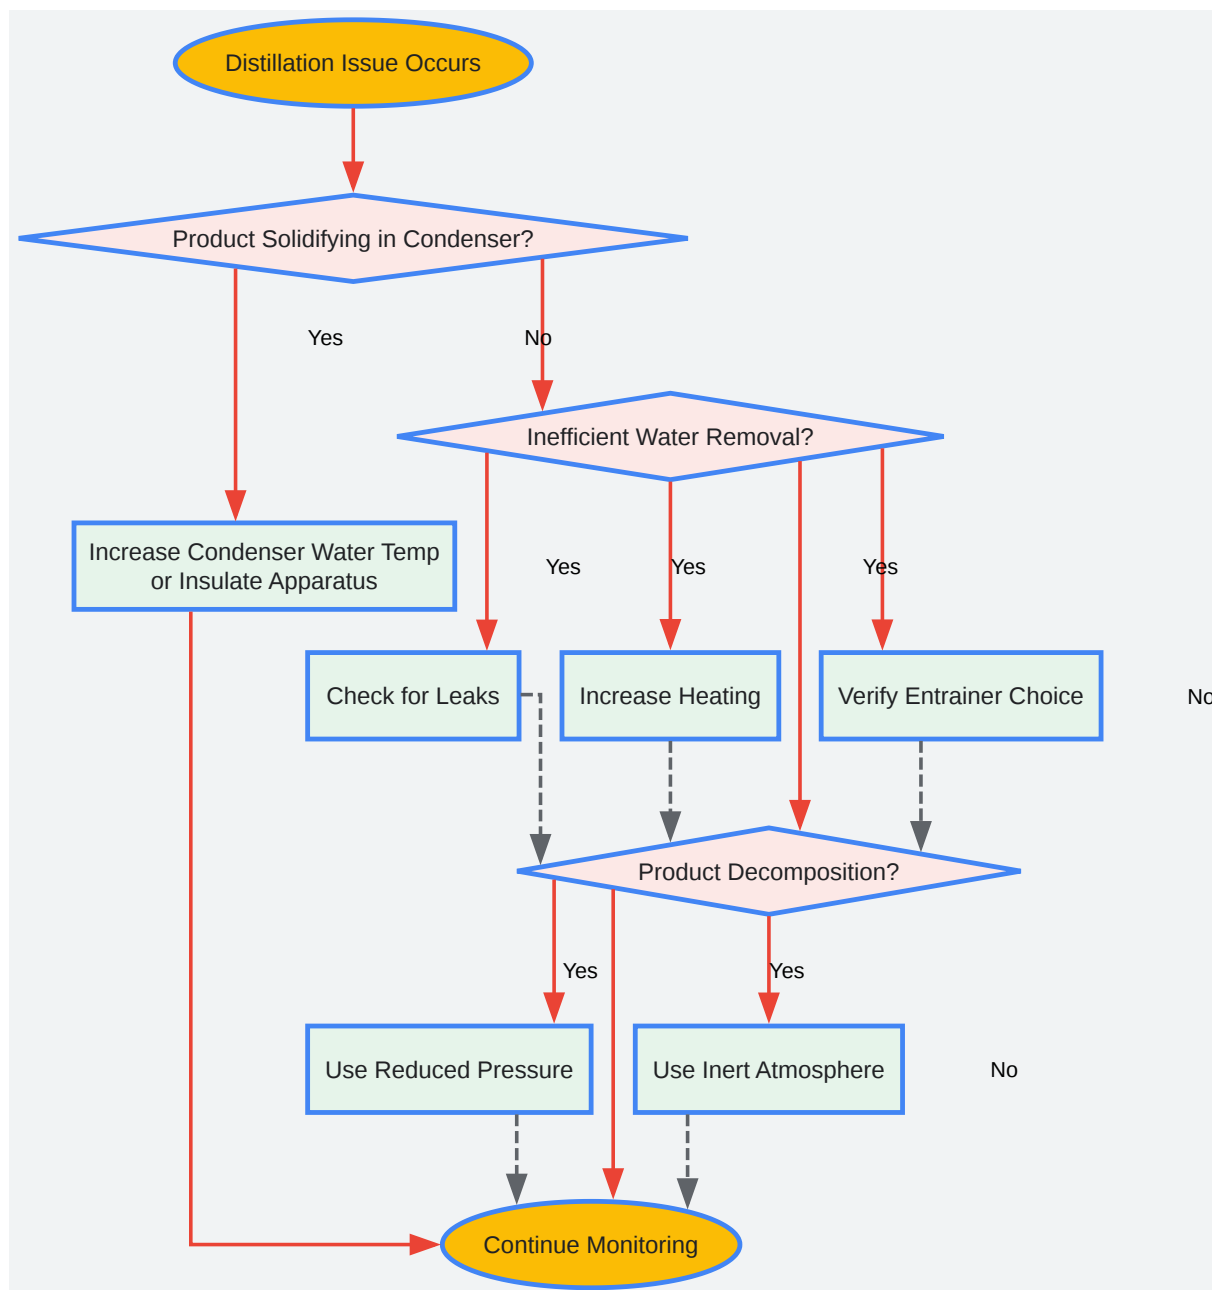 Distillation Issue Occurs
Product Solidifying in Condenser?
Yes
No
Inefficient Water Removal?
Increase Condenser Water Temp
or Insulate Apparatus
Yes
Yes
Yes
Check for Leaks
Increase Heating
Verify Entrainer Choice
No
Product Decomposition?
Yes
Yes
Use Reduced Pressure
Use Inert Atmosphere
No
Continue Monitoring